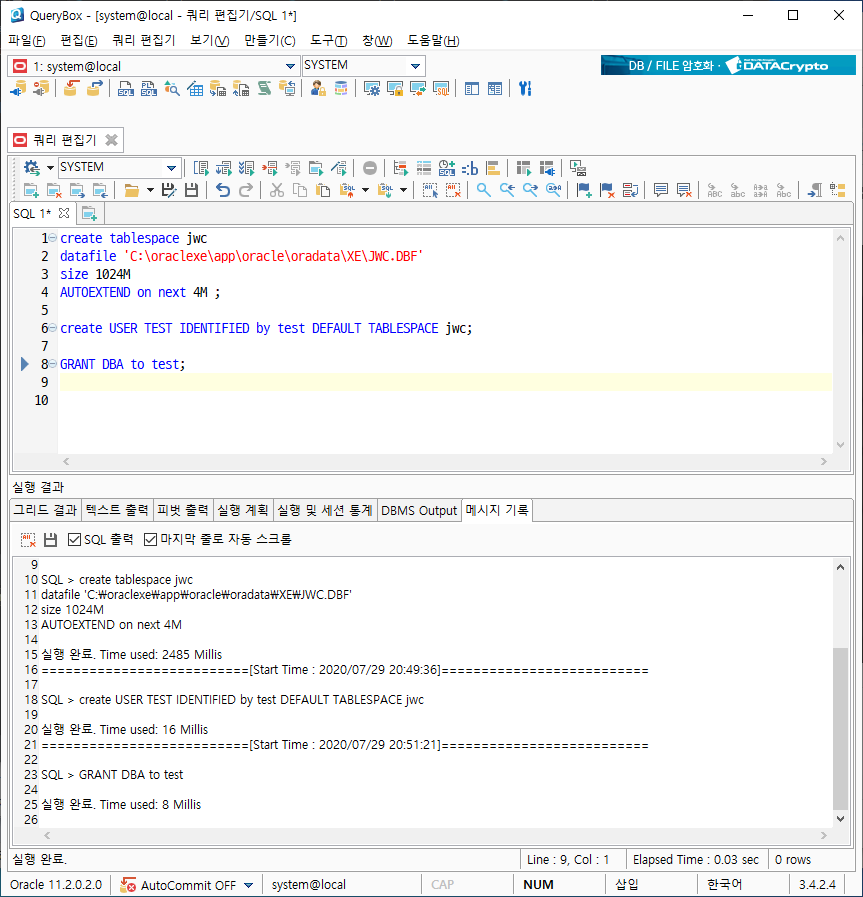 QueryBox - [system@local - 쿼리 편집기/SQL 1*]
파일(F) 편집(E) 쿼리 편집기 보기(V) 만들기(C) 도구(T) 창(W) 도움말(H)
1: system@local SYSTEM
DB / FILE 암호화 · DATACrypto
쿼리 편집기
SYSTEM
SQL 1*
1 create tablespace jwc
2 datafile 'C:\oraclexe\app\oracle\oradata\XE\JWC.DBF'
3 size 1024M
4 AUTOEXTEND on next 4M ;
5
6 create USER TEST IDENTIFIED by test DEFAULT TABLESPACE jwc;
7
8 GRANT DBA to test;
9
10
실행 결과
그리드 결과 텍스트 출력 피벗 출력 실행 계획 실행 및 세션 통계 DBMS Output 메시지 기록
SQL 출력 마지막 줄로 자동 스크롤
9
10 SQL > create tablespace jwc
11 datafile 'C:₩oraclexe₩app₩oracle₩oradata₩XE₩JWC.DBF'
12 size 1024M
13 AUTOEXTEND on next 4M
14
15 실행 완료. Time used: 2485 Millis
16 ==========================[Start Time : 2020/07/29 20:49:36]==========================
17
18 SQL > create USER TEST IDENTIFIED by test DEFAULT TABLESPACE jwc
19
20 실행 완료. Time used: 16 Millis
21 ==========================[Start Time : 2020/07/29 20:51:21]==========================
22
23 SQL > GRANT DBA to test
24
25 실행 완료. Time used: 8 Millis
26
실행 완료. Line : 9, Col : 1 Elapsed Time : 0.03 sec 0 rows
Oracle 11.2.0.2.0 AutoCommit OFF system@local CAP NUM 삽입 한국어 3.4.2.4